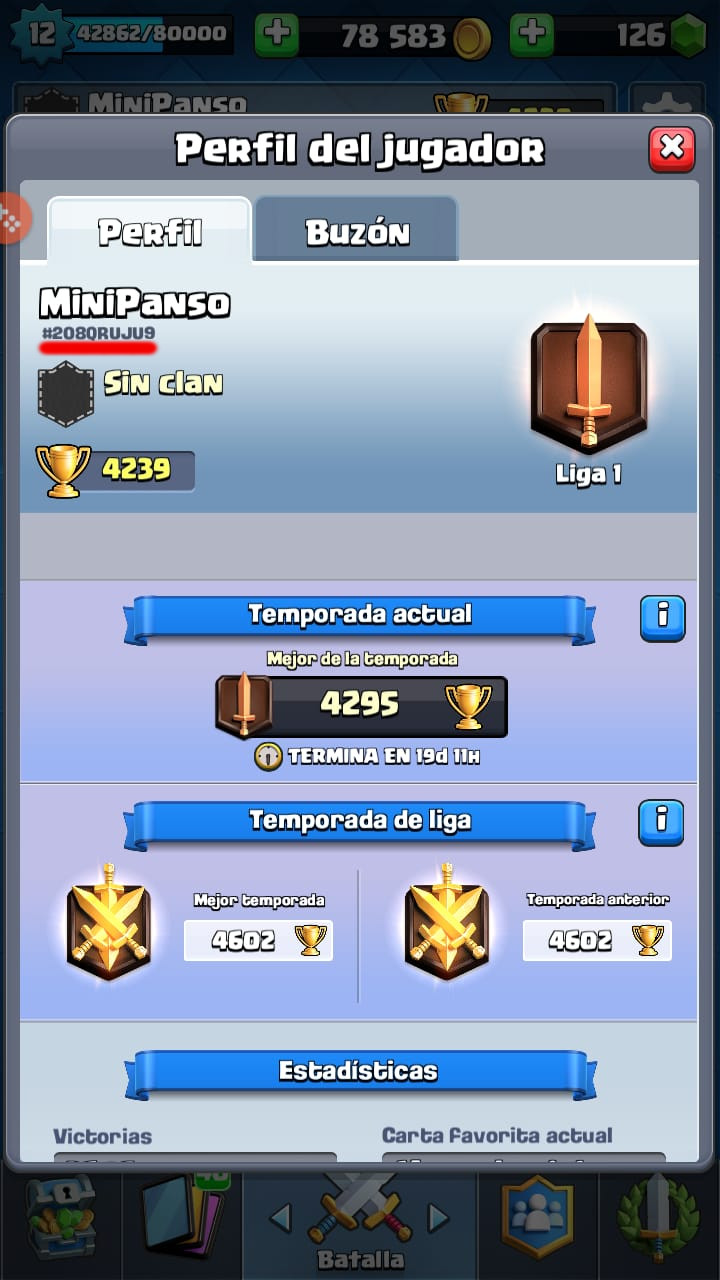 12 42862/80000 78 583 126
MiniPanso
Perfil del jugador
Perfil Buzón
MiniPanso
#208QRUJU9
Sin clan
4239
Liga 1
Temporada actual
Mejor de la temporada
4295
TERMINA EN 19d 11H
Temporada de liga
Mejor temporada Temporada anterior
4602 4602
Estadísticas
Victorias Carta favorita actual
Batalla